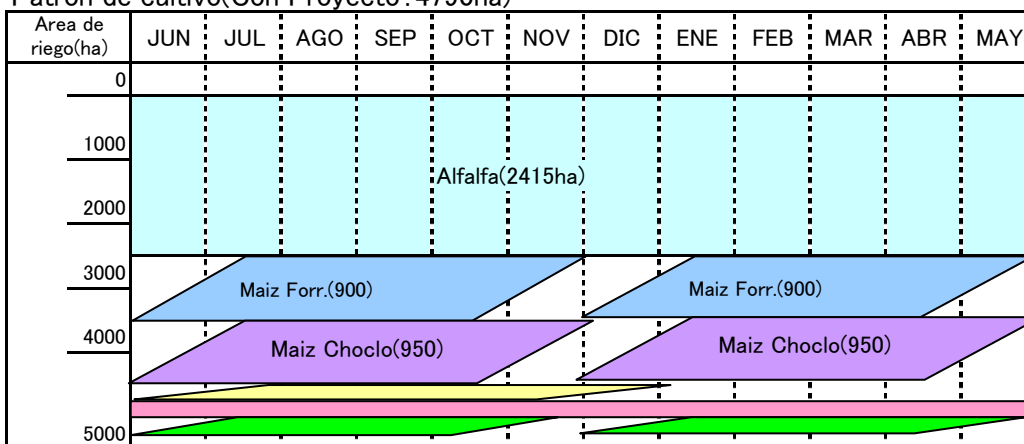 Patrón de cultivo(Con Proyecto:4790ha)
Area de riego(ha) JUN JUL AGO SEP OCT NOV DIC ENE FEB MAR ABR MAY
0
1000
Alfalfa(2415ha)
2000
3000
Maiz Forr.(900) Maiz Forr.(900)
4000
Maiz Choclo(950) Maiz Choclo(950)
5000